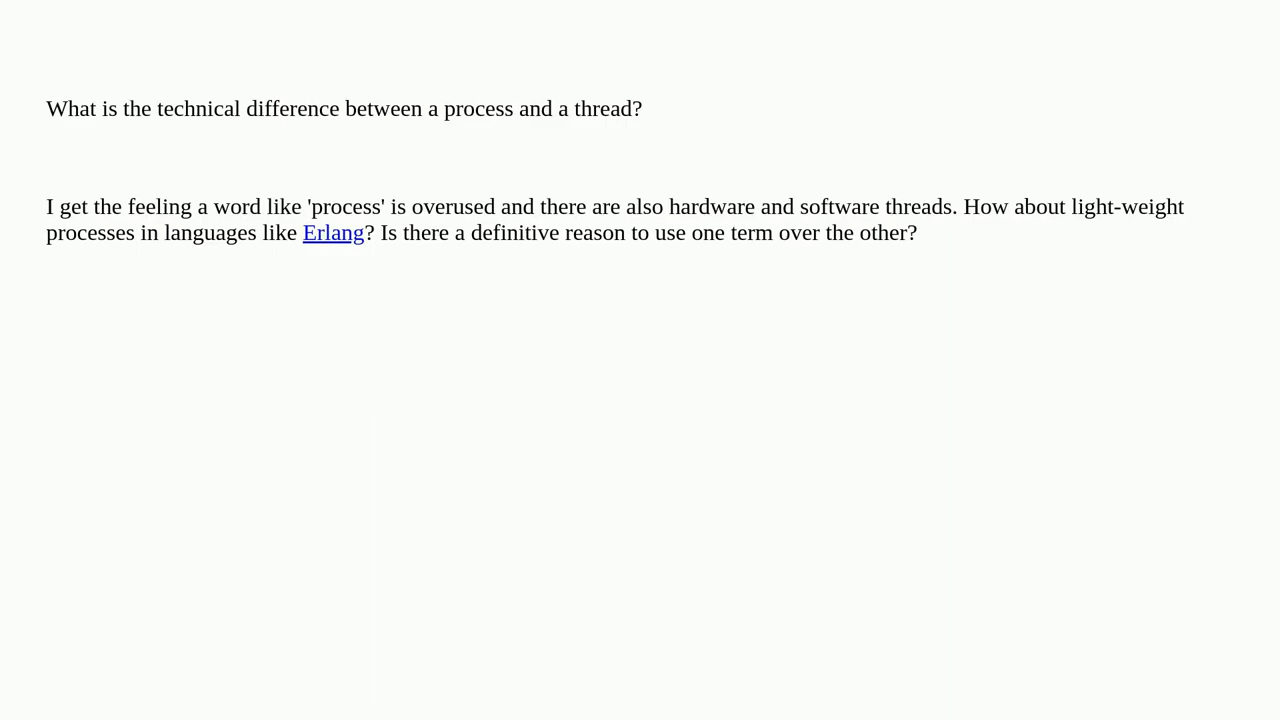 What is the technical difference between a process and a thread?
I get the feeling a word like 'process' is overused and there are also hardware and software threads. How about light-weight
processes in languages like Erlang? Is there a definitive reason to use one term over the other?